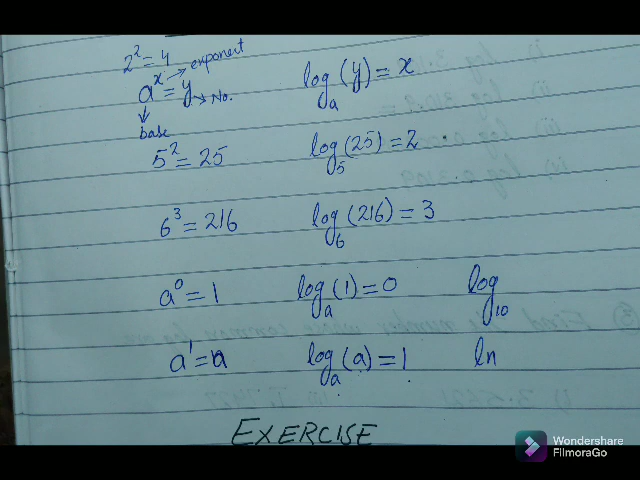 2² = 4
aˣ = y → exponent → No. log_a (y) = x
base
5² = 25 log_5 (25) = 2
6³ = 216 log_6 (216) = 3
a⁰ = 1 log_a (1) = 0 log_10
a¹ = a log_a (a) = 1 ln
EXERCISE
Wondershare
FilmoraGo